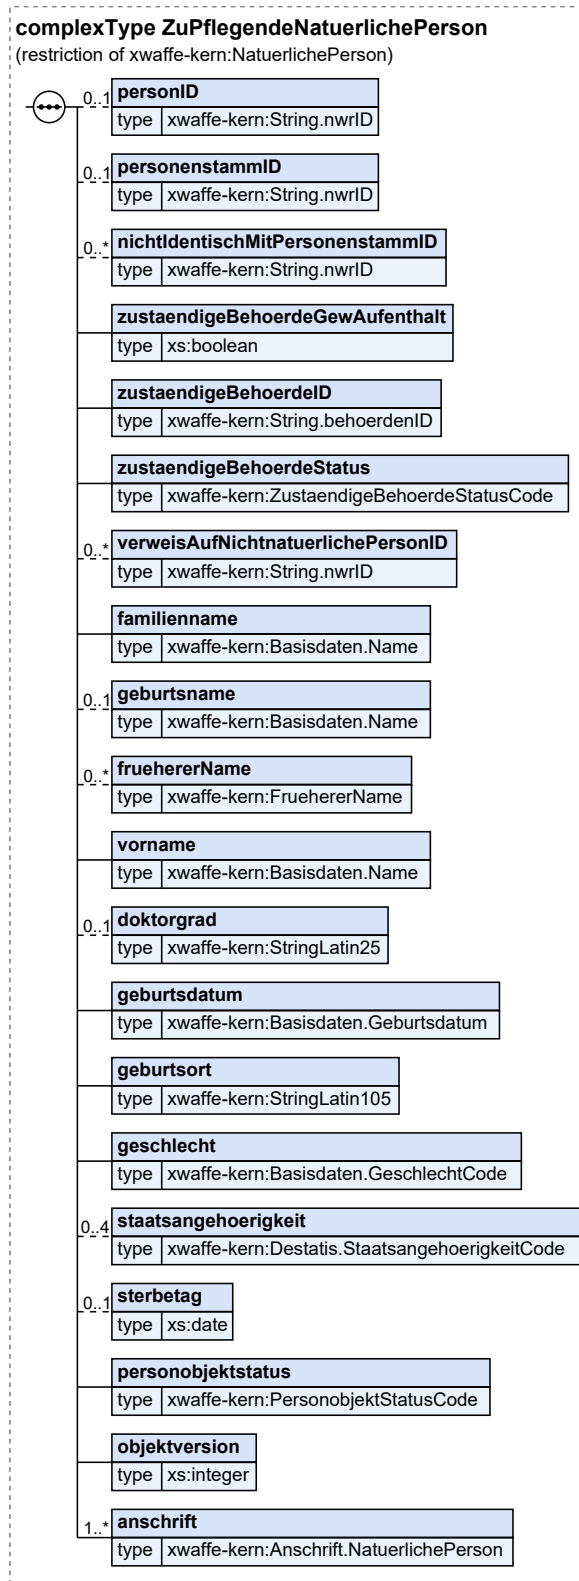 complexType ZuPflegendeNatuerlichePerson
(restriction of xwaffe-kern:NatuerlichePerson)
0..1 personID
type xwaffe-kern:String.nwrID
0..1 personenstammID
type xwaffe-kern:String.nwrID
0..* nichtIdentischMitPersonenstammID
type xwaffe-kern:String.nwrID
zustaendigeBehoerdeGewAufenthalt
type xs:boolean
zustaendigeBehoerdeID
type xwaffe-kern:String.behoerdenID
zustaendigeBehoerdeStatus
type xwaffe-kern:ZustaendigeBehoerdeStatusCode
0..* verweisAufNichtnatuerlichePersonID
type xwaffe-kern:String.nwrID
familienname
type xwaffe-kern:Basisdaten.Name
0..1 geburtsname
type xwaffe-kern:Basisdaten.Name
0..* fruehererName
type xwaffe-kern:FruehererName
vorname
type xwaffe-kern:Basisdaten.Name
0..1 doktorgrad
type xwaffe-kern:StringLatin25
geburtsdatum
type xwaffe-kern:Basisdaten.Geburtsdatum
geburtsort
type xwaffe-kern:StringLatin105
geschlecht
type xwaffe-kern:Basisdaten.GeschlechtCode
0..4 staatsangehoerigkeit
type xwaffe-kern:Destatis.StaatsangehoerigkeitCode
0..1 sterbetag
type xs:date
personobjektstatus
type xwaffe-kern:PersonobjektStatusCode
objektversion
type xs:integer
1..* anschrift
type xwaffe-kern:Anschrift.NatuerlichePerson